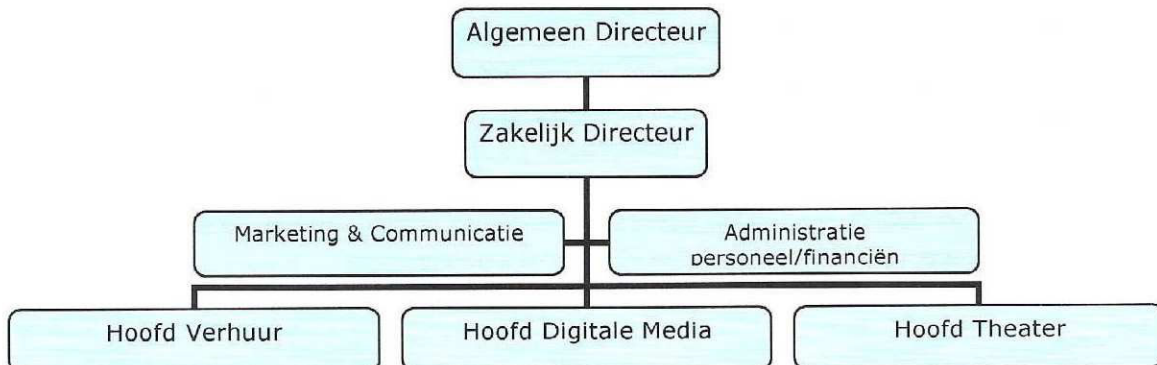 Algemeen Directeur
Zakelijk Directeur
Marketing & Communicatie
Administratie
personeel/financiën
Hoofd Verhuur
Hoofd Digitale Media
Hoofd Theater